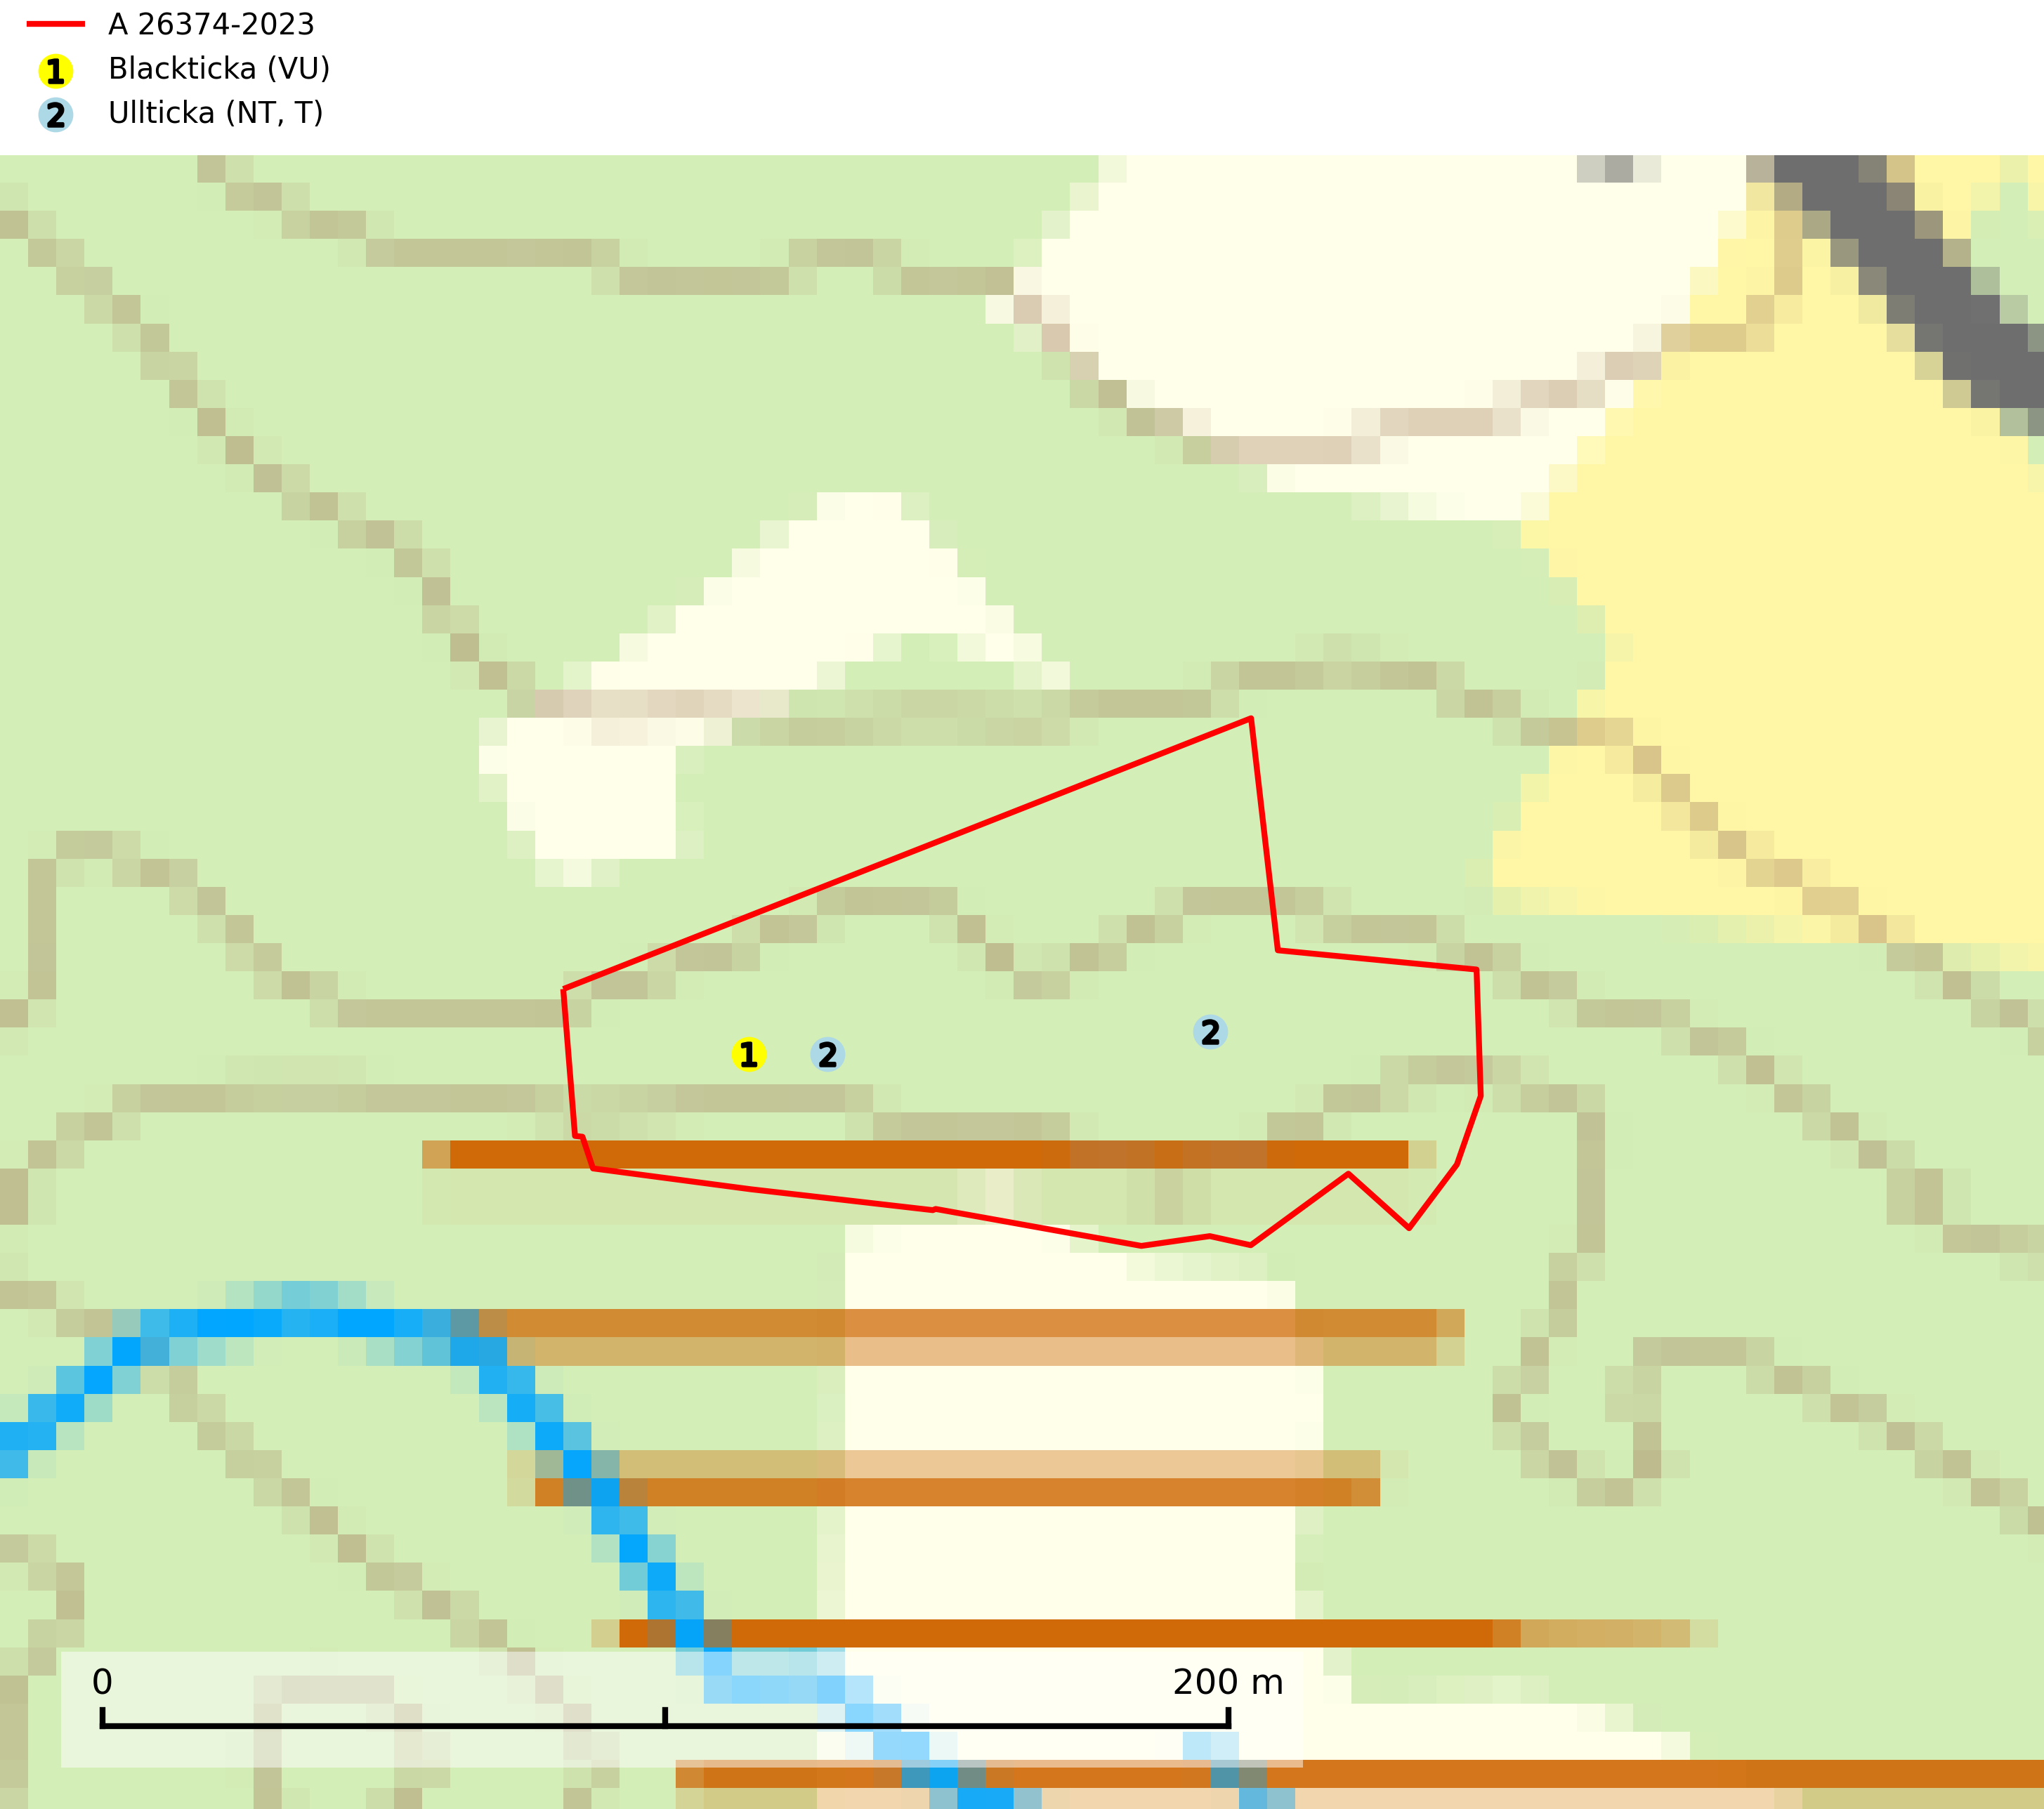 A 26374-2023
1 Blackticka (VU)
2 Ullticka (NT, T)
2
1 2
0 200 m